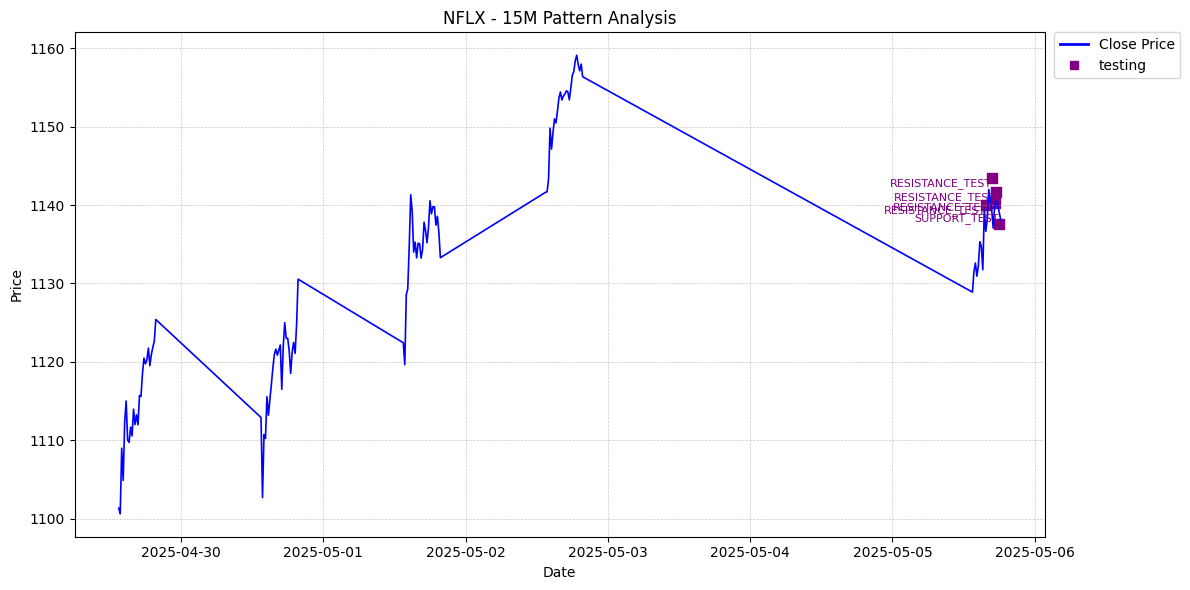 NFLX - 15M Pattern Analysis
Close Price
testing
1160
1150
1140
1130
1120
1110
1100
Price
RESISTANCE_TEST
RESISTANCE_TEST
RESISTANCE_TEST
RESISTANCE_TEST
SUPPORT_TEST
2025-04-30
2025-05-01
2025-05-02
2025-05-03
2025-05-04
2025-05-05
2025-05-06
Date